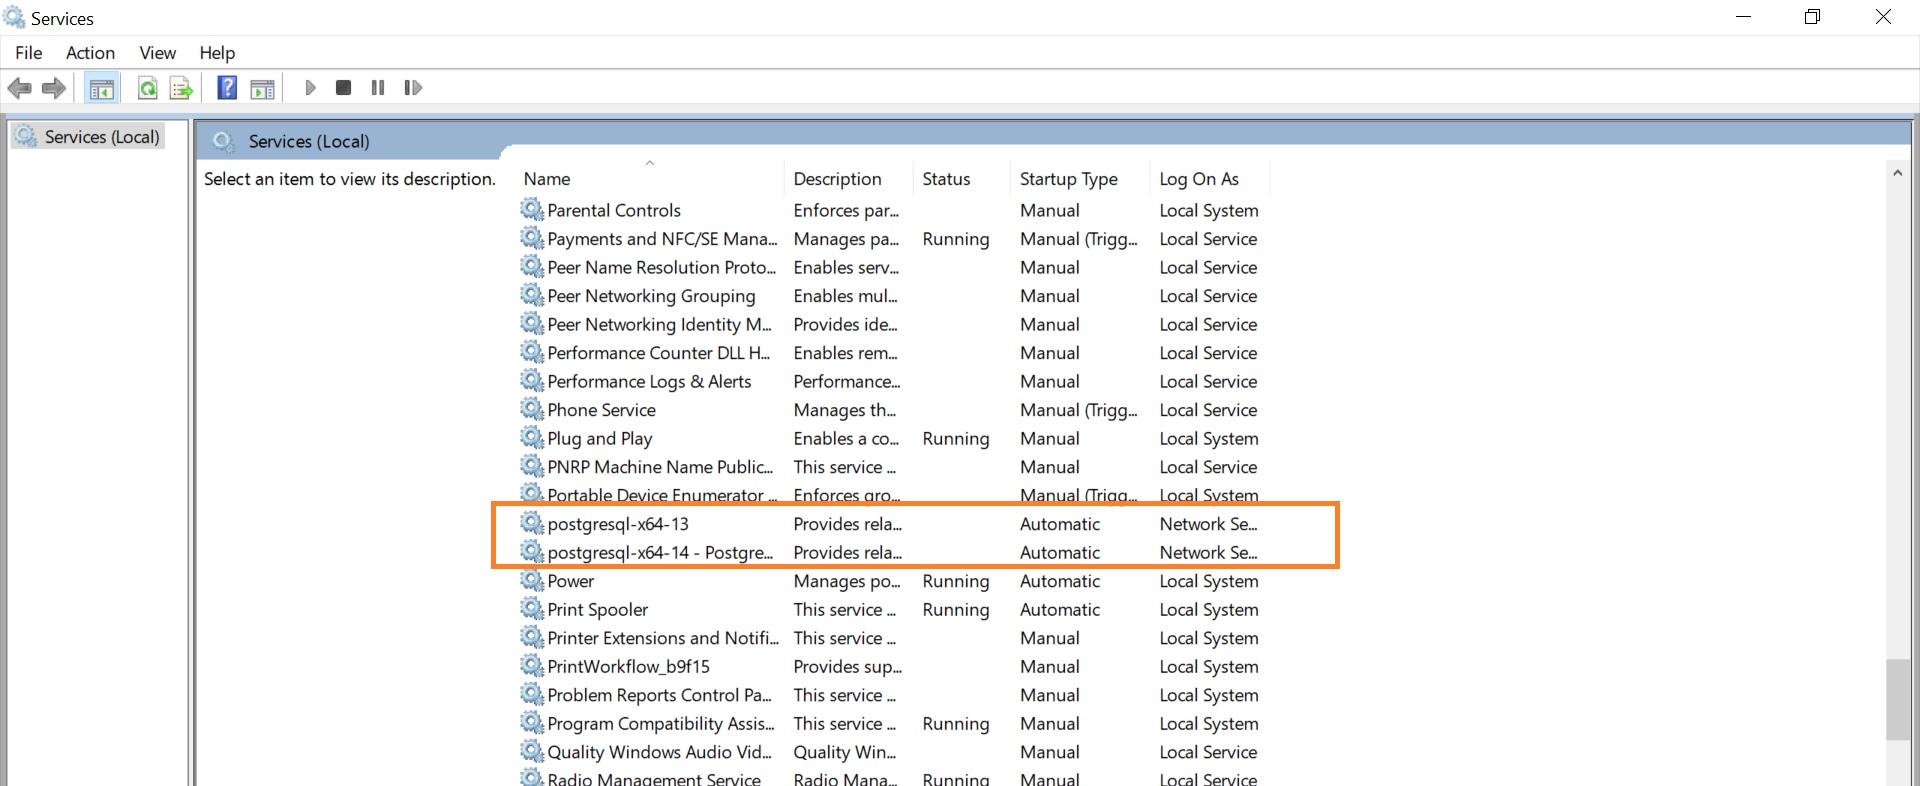 Services
File Action View Help
Services (Local)
Services (Local)
Select an item to view its description.
Name Description Status Startup Type Log On As
Parental Controls Enforces par... Manual Local System
Payments and NFC/SE Mana... Manages pa... Running Manual (Trigg... Local Service
Peer Name Resolution Proto... Enables serv... Manual Local Service
Peer Networking Grouping Enables mul... Manual Local Service
Peer Networking Identity M... Provides ide... Manual Local Service
Performance Counter DLL H... Enables rem... Manual Local Service
Performance Logs & Alerts Performance... Manual Local Service
Phone Service Manages th... Manual (Trigg... Local Service
Plug and Play Enables a co... Running Manual Local System
PNRP Machine Name Public... This service ... Manual Local Service
Portable Device Enumerator ... Enforces gro... Manual (Trigg... Local System
postgresql-x64-13 Provides rela... Automatic Network Se...
postgresql-x64-14 - Postgre... Provides rela... Automatic Network Se...
Power Manages po... Running Automatic Local System
Print Spooler This service ... Running Automatic Local System
Printer Extensions and Notifi... This service ... Manual Local System
PrintWorkflow_b9f15 Provides sup... Manual Local System
Problem Reports Control Pa... This service ... Manual Local System
Program Compatibility Assis... This service ... Running Manual Local System
Quality Windows Audio Vid... Quality Win... Manual Local Service
Radio Management Service Radio Mana... Running Manual Local Service